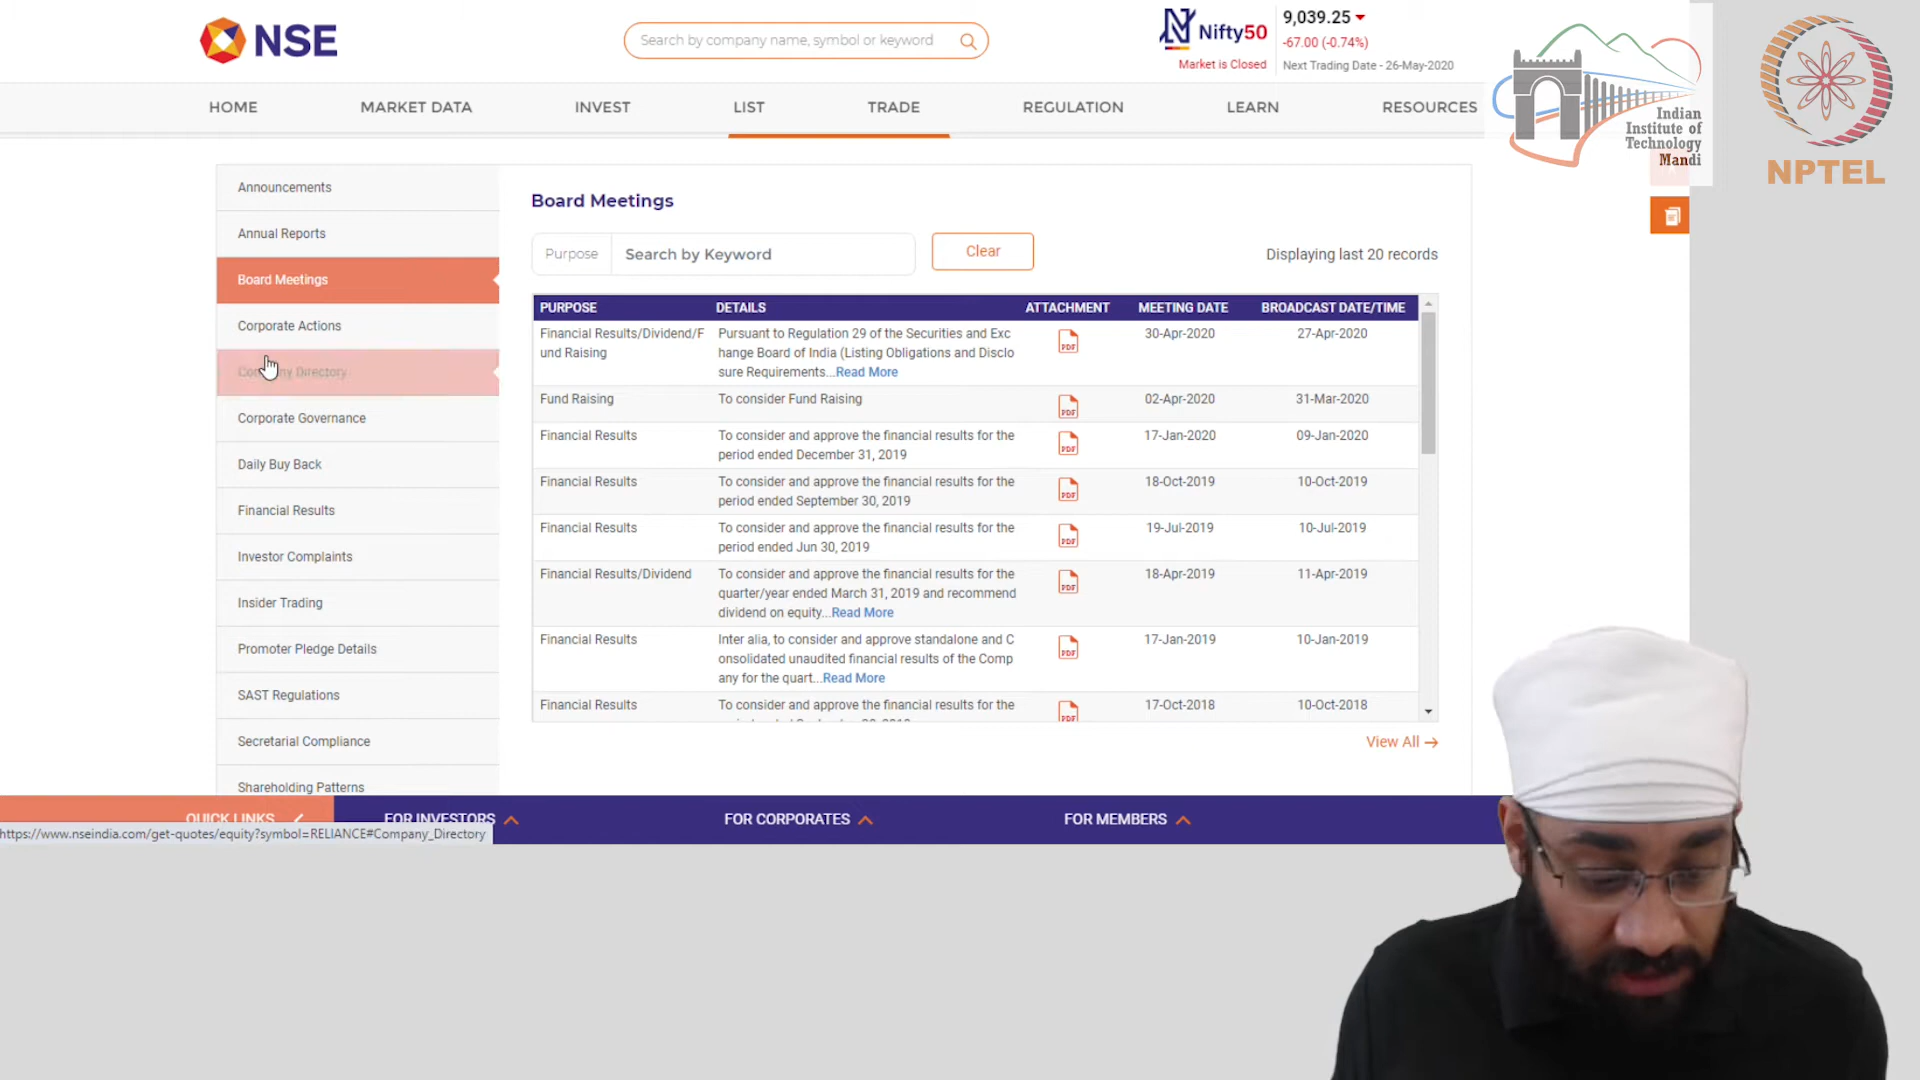 NSE
Search by company name, symbol or keyword
Nifty50
Market is Closed
9,039.25
-67.00 (-0.74%)
Next Trading Date - 26-May-2020
Indian
Institute of
Technology
Mandi
NPTEL
HOME MARKET DATA INVEST LIST TRADE REGULATION LEARN RESOURCES
Announcements
Annual Reports
Board Meetings
Corporate Actions
Company Directory
Corporate Governance
Daily Buy Back
Financial Results
Investor Complaints
Insider Trading
Promoter Pledge Details
SAST Regulations
Secretarial Compliance
Shareholding Patterns
Board Meetings
Purpose Search by Keyword Clear Displaying last 20 records
PURPOSE DETAILS ATTACHMENT MEETING DATE BROADCAST DATE/TIME
Financial Results/Dividend/F Pursuant to Regulation 29 of the Securities and Exc PDF 30-Apr-2020 27-Apr-2020
und Raising hange Board of India (Listing Obligations and Disclo
sure Requirements...Read More
Fund Raising To consider Fund Raising PDF 02-Apr-2020 31-Mar-2020
Financial Results To consider and approve the financial results for the PDF 17-Jan-2020 09-Jan-2020
period ended December 31, 2019
Financial Results To consider and approve the financial results for the PDF 18-Oct-2019 10-Oct-2019
period ended September 30, 2019
Financial Results To consider and approve the financial results for the PDF 19-Jul-2019 10-Jul-2019
period ended Jun 30, 2019
Financial Results/Dividend To consider and approve the financial results for the PDF 18-Apr-2019 11-Apr-2019
quarter/year ended March 31, 2019 and recommend
dividend on equity...Read More
Financial Results Inter alia, to consider and approve standalone and C PDF 17-Jan-2019 10-Jan-2019
onsolidated unaudited financial results of the Comp
any for the quart...Read More
Financial Results To consider and approve the financial results for the PDF 17-Oct-2018 10-Oct-2018
View All
QUICK LINKS FOR INVESTORS FOR CORPORATES FOR MEMBERS
https://www.nseindia.com/get-quotes/equity?symbol=RELIANCE#Company_Directory